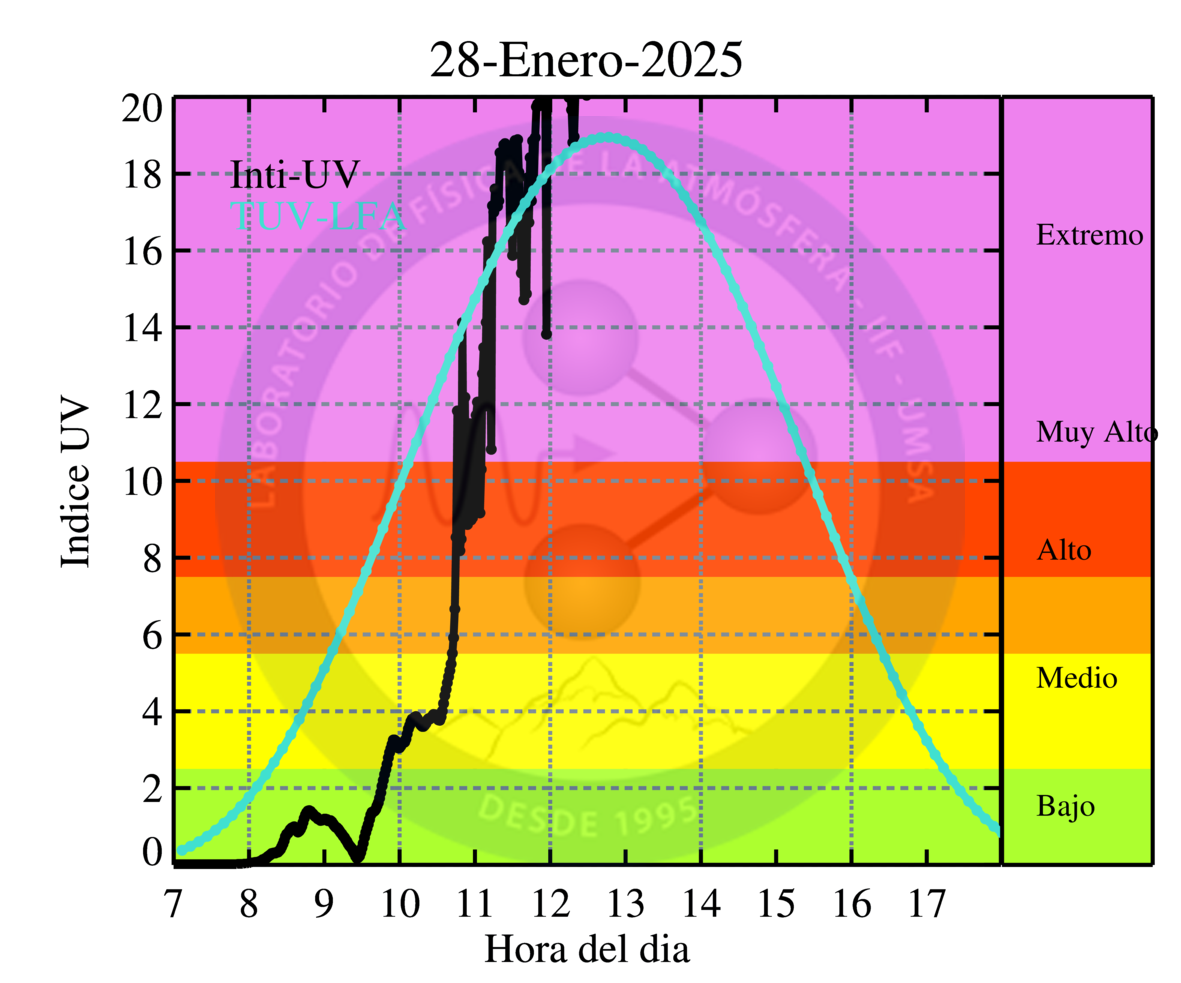 28-Enero-2025
Inti-UV
TUV-LFA
LABORATORIO DE FÍSICA DE LA ATMÓSFERA - IIF - UMSA
DESDE 1995
Indice UV
20
18
16
14
12
10
8
6
4
2
0
Extremo
Muy Alto
Alto
Medio
Bajo
7 8 9 10 11 12 13 14 15 16 17
Hora del dia